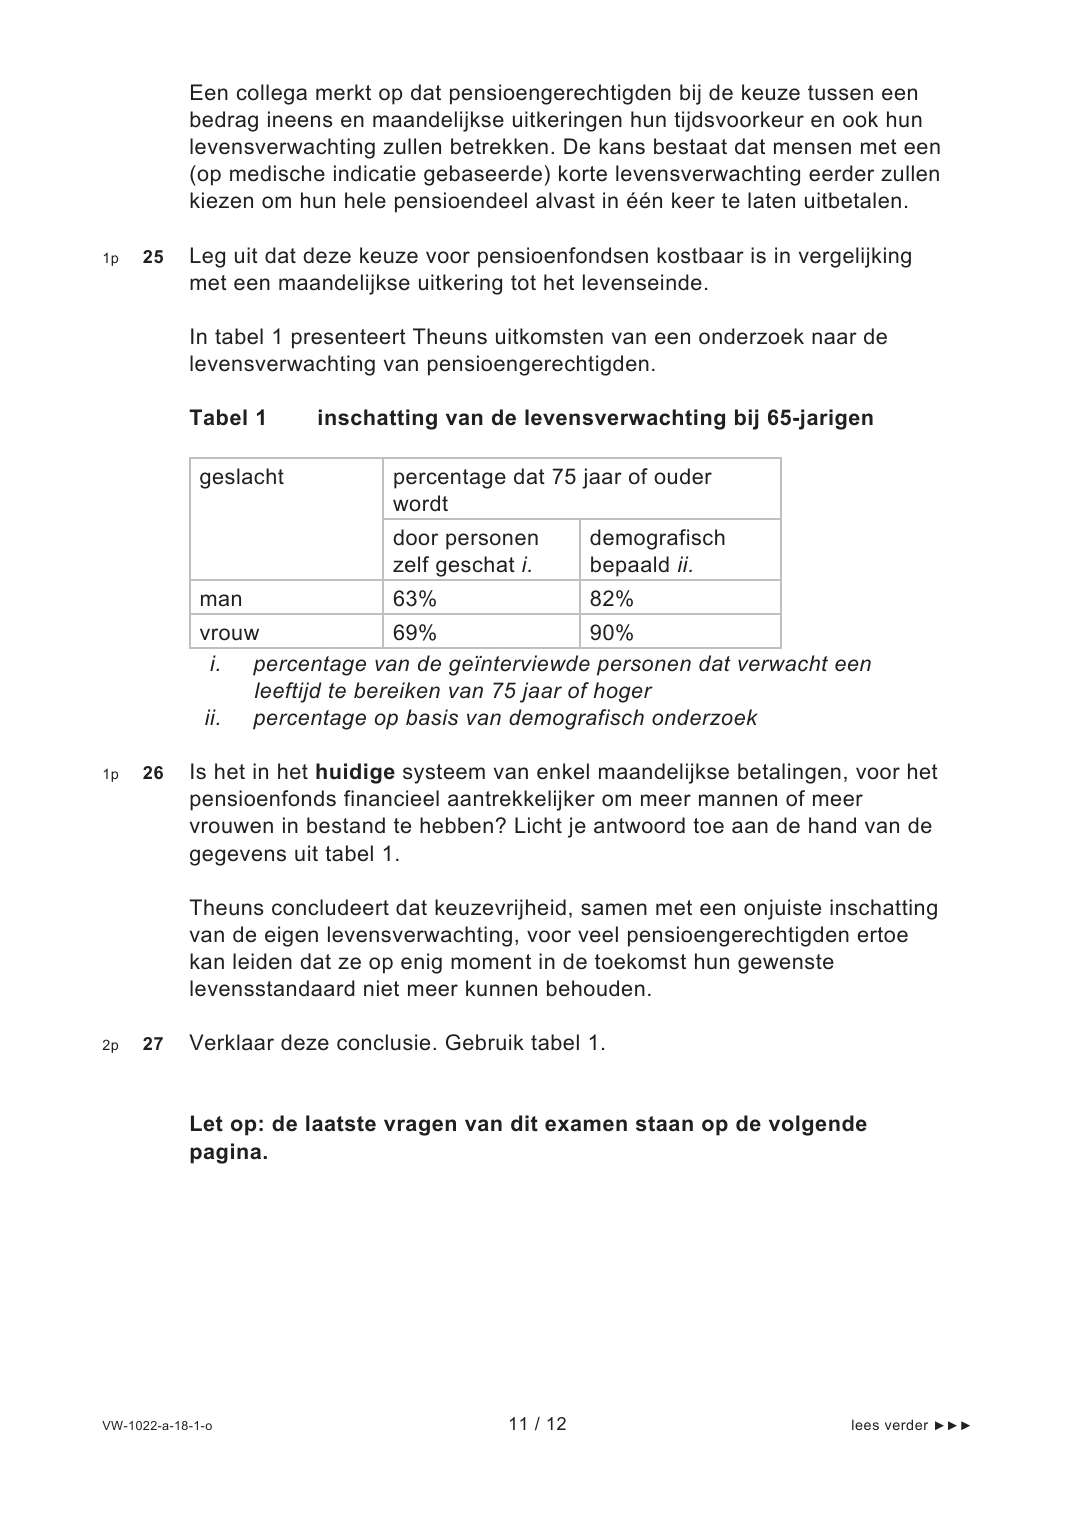 Een collega merkt op dat pensioengerechtigden bij de keuze tussen een
bedrag ineens en maandelijkse uitkeringen hun tijdsvoorkeur en ook hun
levensverwachting zullen betrekken. De kans bestaat dat mensen met een
(op medische indicatie gebaseerde) korte levensverwachting eerder zullen
kiezen om hun hele pensioendeel alvast in één keer te laten uitbetalen.
1p 25 Leg uit dat deze keuze voor pensioenfondsen kostbaar is in vergelijking
met een maandelijkse uitkering tot het levenseinde.
In tabel 1 presenteert Theuns uitkomsten van een onderzoek naar de
levensverwachting van pensioengerechtigden.
Tabel 1 inschatting van de levensverwachting bij 65-jarigen
geslacht percentage dat 75 jaar of ouder
wordt
door personen demografisch
zelf geschat i. bepaald ii.
man 63% 82%
vrouw 69% 90%
i. percentage van de geïnterviewde personen dat verwacht een
leeftijd te bereiken van 75 jaar of hoger
ii. percentage op basis van demografisch onderzoek
1p 26 Is het in het huidige systeem van enkel maandelijkse betalingen, voor het
pensioenfonds financieel aantrekkelijker om meer mannen of meer
vrouwen in bestand te hebben? Licht je antwoord toe aan de hand van de
gegevens uit tabel 1.
Theuns concludeert dat keuzevrijheid, samen met een onjuiste inschatting
van de eigen levensverwachting, voor veel pensioengerechtigden ertoe
kan leiden dat ze op enig moment in de toekomst hun gewenste
levensstandaard niet meer kunnen behouden.
2p 27 Verklaar deze conclusie. Gebruik tabel 1.
Let op: de laatste vragen van dit examen staan op de volgende
pagina.
VW-1022-a-18-1-o 11 / 12 lees verder ►►►